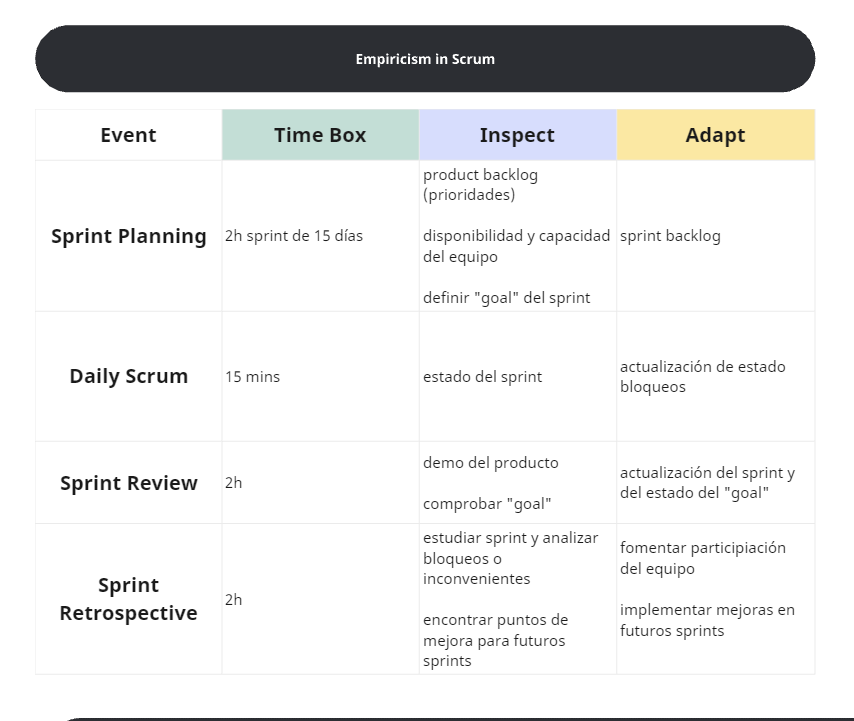 Empiricism in Scrum
Event
Time Box
Inspect
Adapt
Sprint Planning
2h sprint de 15 días
product backlog
(prioridades)
disponibilidad y capacidad
del equipo
definir "goal" del sprint
sprint backlog
Daily Scrum
15 mins
estado del sprint
actualización de estado
bloqueos
Sprint Review
2h
demo del producto
comprobar "goal"
actualización del sprint y
del estado del "goal"
Sprint
Retrospective
2h
estudiar sprint y analizar
bloqueos o
inconvenientes
encontrar puntos de
mejora para futuros
sprints
fomentar participiación
del equipo
implementar mejoras en
futuros sprints